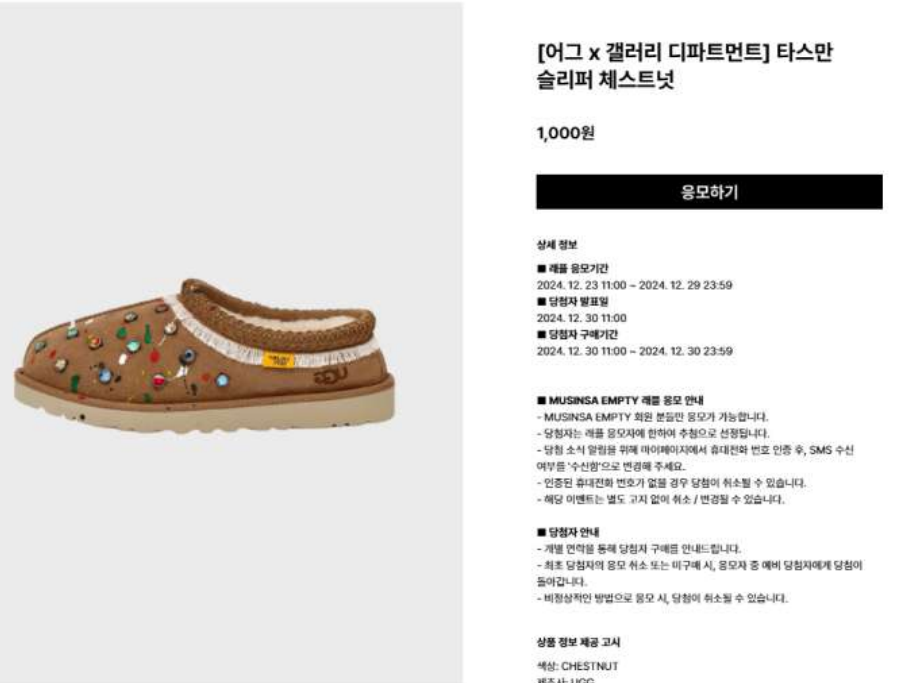 [어그 x 갤러리 디파트먼트] 타스만
슬리퍼 체스트넛
1,000원
응모하기
상세 정보
■ 래플 응모기간
2024. 12. 23 11:00 ~ 2024. 12. 29 23:59
■ 당첨자 발표일
2024. 12. 30 11:00
■ 당첨자 구매기간
2024. 12. 30 11:00 ~ 2024. 12. 30 23:59
■ MUSINSA EMPTY 래플 응모 안내
- MUSINSA EMPTY 회원 분들만 응모가 가능합니다.
- 당첨자는 래플 응모자에 한하여 추첨으로 선정됩니다.
- 당첨 소식 알림을 위해 마이페이지에서 휴대전화 번호 인증 후, SMS 수신
여부를 '수신함'으로 변경해 주세요.
- 인증된 휴대전화 번호가 없을 경우 당첨이 취소될 수 있습니다.
- 해당 이벤트는 별도 고지 없이 취소 / 변경될 수 있습니다.
■ 당첨자 안내
- 개별 연락을 통해 당첨자 구매를 안내드립니다.
- 최초 당첨자의 응모 취소 또는 미구매 시, 응모자 중 예비 당첨자에게 당첨이
돌아갑니다.
- 비정상적인 방법으로 응모 시, 당첨이 취소될 수 있습니다.
상품 정보 제공 고시
색상: CHESTNUT
제조사: UGG
UGG